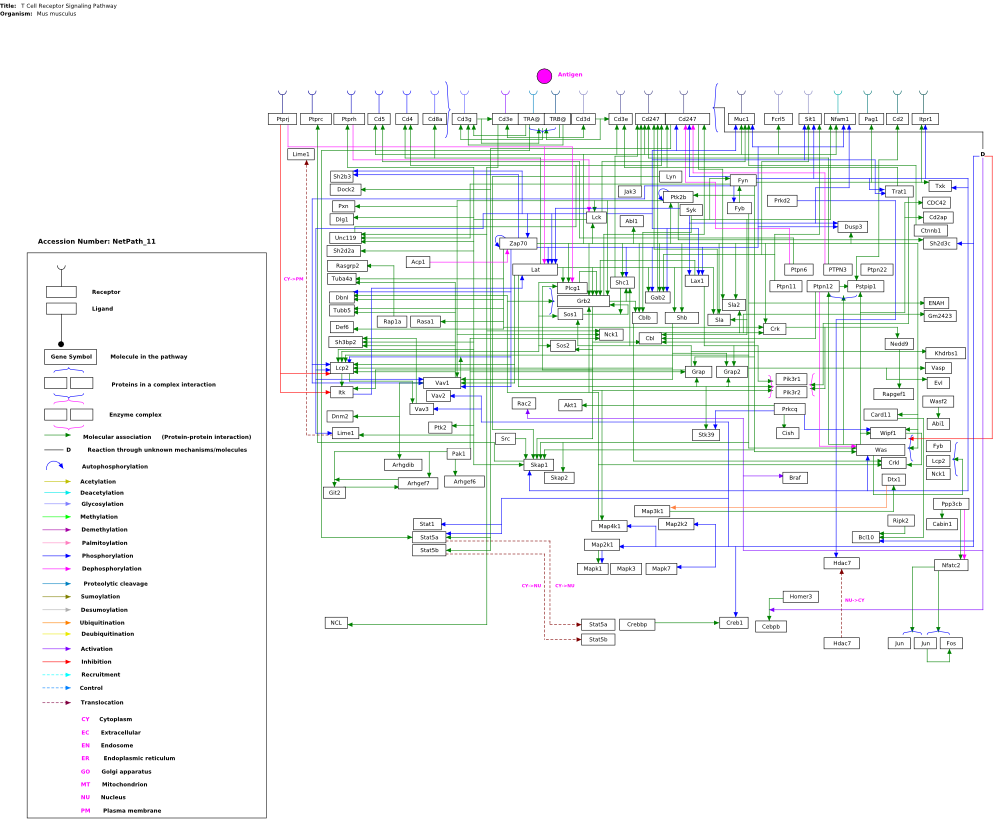 Title: T Cell Receptor Signaling Pathway
Organism: Mus musculus
Antigen
Ptprj Ptprc Ptprh Cd5 Cd4 Cd8a Cd3g Cd3e TRA@ TRB@ Cd3d Cd3e Cd247 Cd247 Muc1 Fcrl5 Sit1 Nfam1 Pag1 Cd2 Itpr1
Lime1
D
Sh2b3
Lyn
Fyn
Dock2
Jak3
Ptk2b
Trat1
Txk
Pxn
Syk
Fyb
Prkd2
CDC42
Dlg1
Lck
Abl1
Dusp3
Cd2ap
Ctnnb1
Unc119
Zap70
Sh2d3c
Accession Number: NetPath_11
Sh2d2a
Acp1
Rasgrp2
Lat
Ptpn6
PTPN3
Ptpn22
Tuba4a
CY->PM
Plcg1
Shc1
Lax1
Ptpn11
Ptpn12
Pstpip1
Receptor
Dbnl
Grb2
Gab2
Sla2
ENAH
Ligand
Tubb5
Sos1
Cblb
Shb
Sla
Gm2423
Rap1a
Rasa1
Def6
Nck1
Cbl
Crk
Sh3bp2
Sos2
Nedd9
Gene Symbol Molecule in the pathway
Khdrbs1
Lcp2
Grap
Grap2
Vasp
Proteins in a complex interaction
Vav1
Pik3r1
Evl
Itk
Vav2
Pik3r2
Rapgef1
Enzyme complex
Vav3
Rac2
Akt1
Prkcq
Wasf2
Dnm2
Card11
Abl1
Molecular association (Protein-protein interaction)
Lime1
Ptk2
Src
Stk39
Cish
Wipf1
D Reaction through unknown mechanisms/molecules
Pak1
Was
Fyb
Autophosphorylation
Arhgdib
Skap1
Crkl
Lcp2
Acetylation
Arhgef7
Arhgef6
Skap2
Braf
Dtx1
Nck1
Deacetylation
Git2
Glycosylation
Ppp3cb
Methylation
Map3k1
Demethylation
Stat1
Map4k1
Map2k2
Ripk2
Cabin1
Palmitoylation
Stat5a
Bcl10
Phosphorylation
Stat5b
Map2k1
Dephosphorylation
Mapk1
Mapk3
Mapk7
Hdac7
Nfatc2
Proteolytic cleavage
CY->NU
CY->NU
Sumoylation
Homer3
NU->CY
Desumoylation
NCL
Stat5a
Crebbp
Creb1
Cebpb
Ubiquitination
Deubiquitination
Stat5b
Hdac7
Jun
Jun
Fos
Activation
Inhibition
Recruitment
Control
Translocation
CY Cytoplasm
EC Extracellular
EN Endosome
ER Endoplasmic reticulum
GO Golgi apparatus
MT Mitochondrion
NU Nucleus
PM Plasma membrane